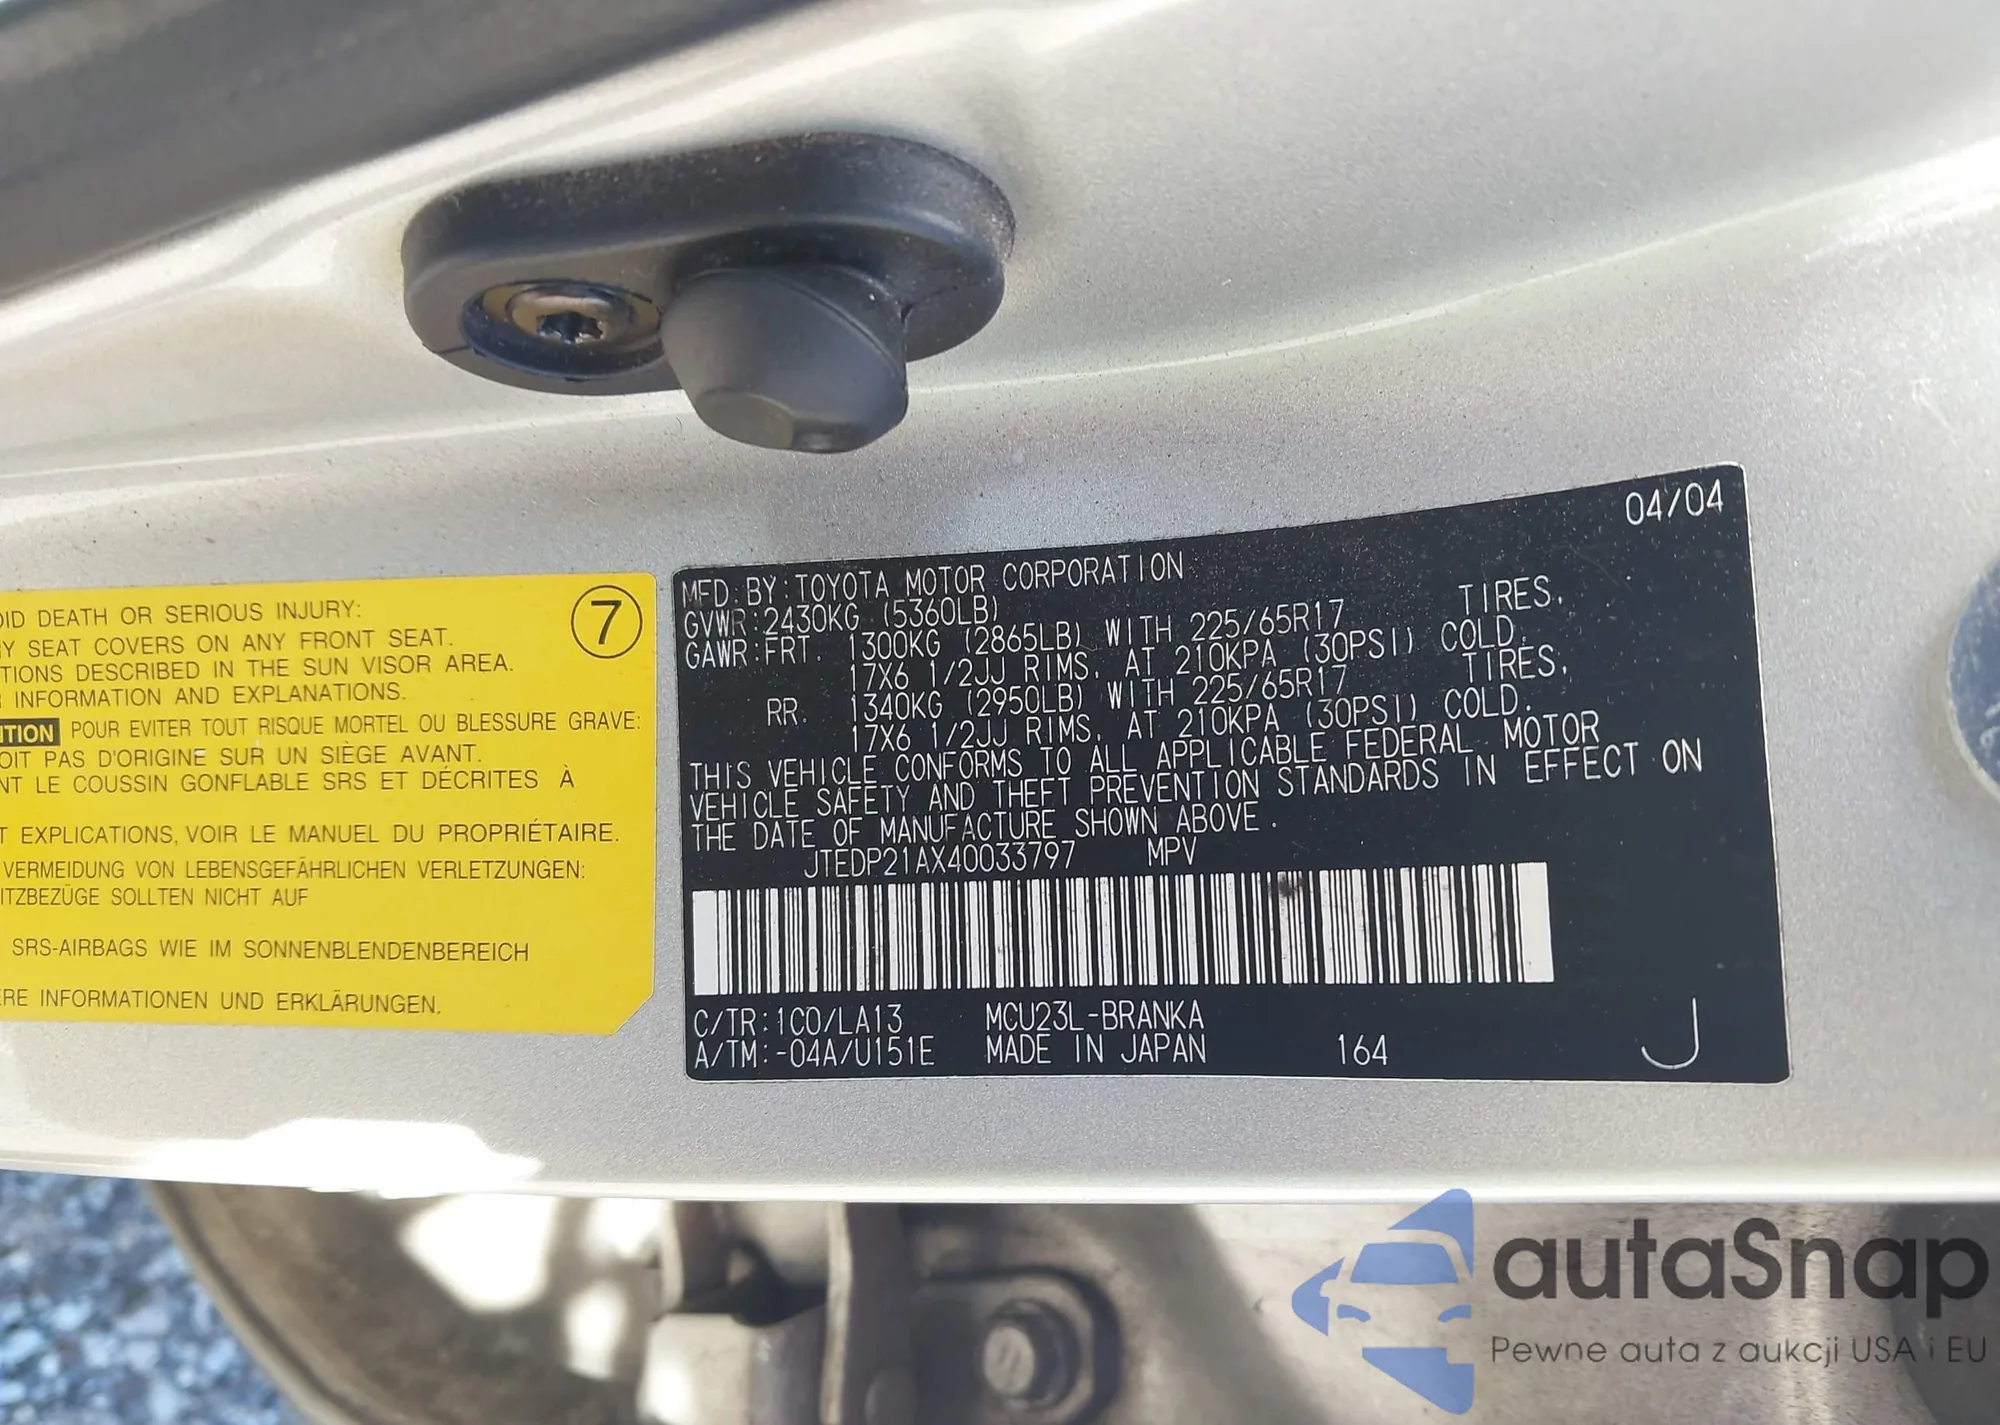 OID DEATH OR SERIOUS INJURY:
Y SEAT COVERS ON ANY FRONT SEAT.
TIONS DESCRIBED IN THE SUN VISOR AREA.
INFORMATION AND EXPLANATIONS.
7
TION POUR EVITER TOUT RISQUE MORTEL OU BLESSURE GRAVE:
OIT PAS D'ORIGINE SUR UN SIÈGE AVANT.
NT LE COUSSIN GONFLABLE SRS ET DÉCRITES À
T EXPLICATIONS, VOIR LE MANUEL DU PROPRIÉTAIRE.
VERMEIDUNG VON LEBENSGEFÄHRLICHEN VERLETZUNGEN:
ITZBEZÜGE SOLLTEN NICHT AUF
SRS-AIRBAGS WIE IM SONNENBLENDENBEREICH
ERE INFORMATIONEN UND ERKLÄRUNGEN.
04/04
MFD.BY:TOYOTA MOTOR CORPORATION
GVWR:2430KG (5360LB)
GAWR:FRT. 1300KG (2865LB) WITH 225/65R17 TIRES,
17X6 1/2JJ RIMS, AT 210KPA (30PSI) COLD.
RR. 1340KG (2950LB) WITH 225/65R17 TIRES,
17X6 1/2JJ RIMS, AT 210KPA (30PSI) COLD.
THIS VEHICLE CONFORMS TO ALL APPLICABLE FEDERAL MOTOR
VEHICLE SAFETY AND THEFT PREVENTION STANDARDS IN EFFECT ON
THE DATE OF MANUFACTURE SHOWN ABOVE.
JTEDP21AX40033797 MPV
C/TR:1C0/LA13 MCU23L-BRANKA
A/TM:-04A/U151E MADE IN JAPAN 164 J
autaSnap
Pewne auta z aukcji USA i EU